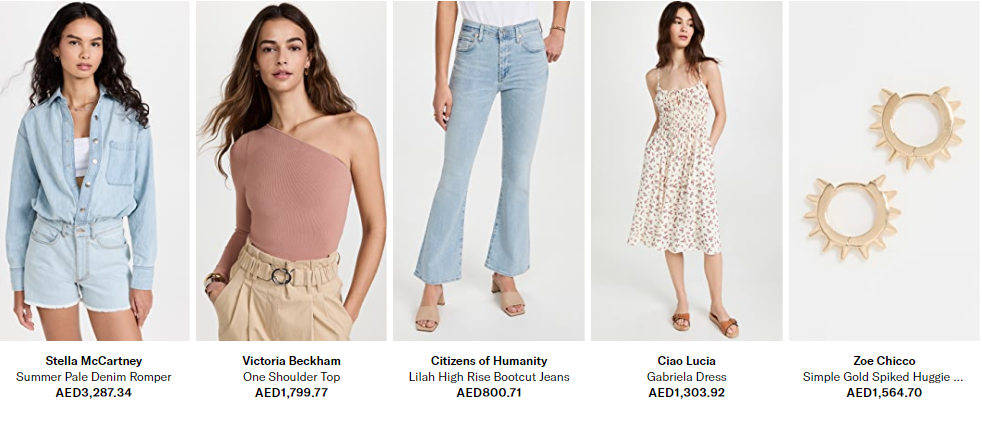 Stella McCartney
Summer Pale Denim Romper
AED3,287.34
Victoria Beckham
One Shoulder Top
AED1,799.77
Citizens of Humanity
Lilah High Rise Bootcut Jeans
AED800.71
Ciao Lucia
Gabriela Dress
AED1,303.92
Zoe Chicco
Simple Gold Spiked Huggie ...
AED1,564.70